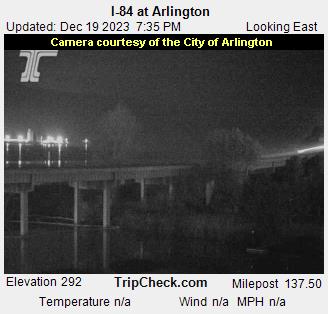 I-84 at Arlington
Updated: Dec 19 2023 7:35 PM Looking East
Camera courtesy of the City of Arlington
Elevation 292 TripCheck.com Milepost 137.50
Temperature n/a Wind n/a MPH n/a